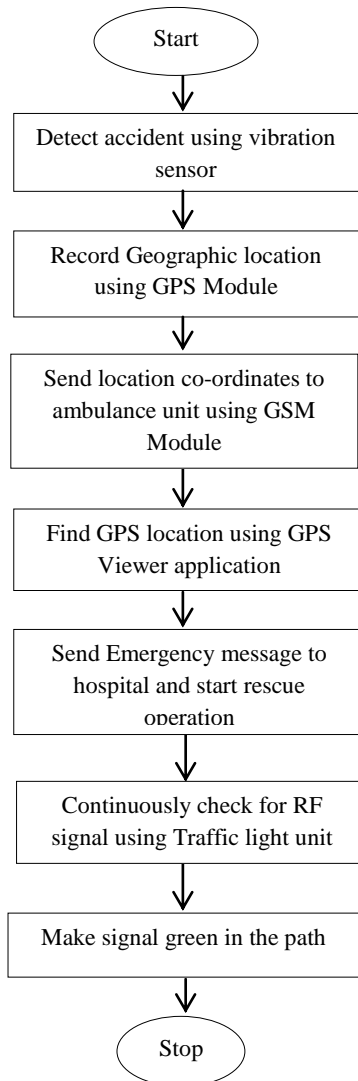 Start
Detect accident using vibration
sensor
Record Geographic location
using GPS Module
Send location co-ordinates to
ambulance unit using GSM
Module
Find GPS location using GPS
Viewer application
Send Emergency message to
hospital and start rescue
operation
Continuously check for RF
signal using Traffic light unit
Make signal green in the path
Stop